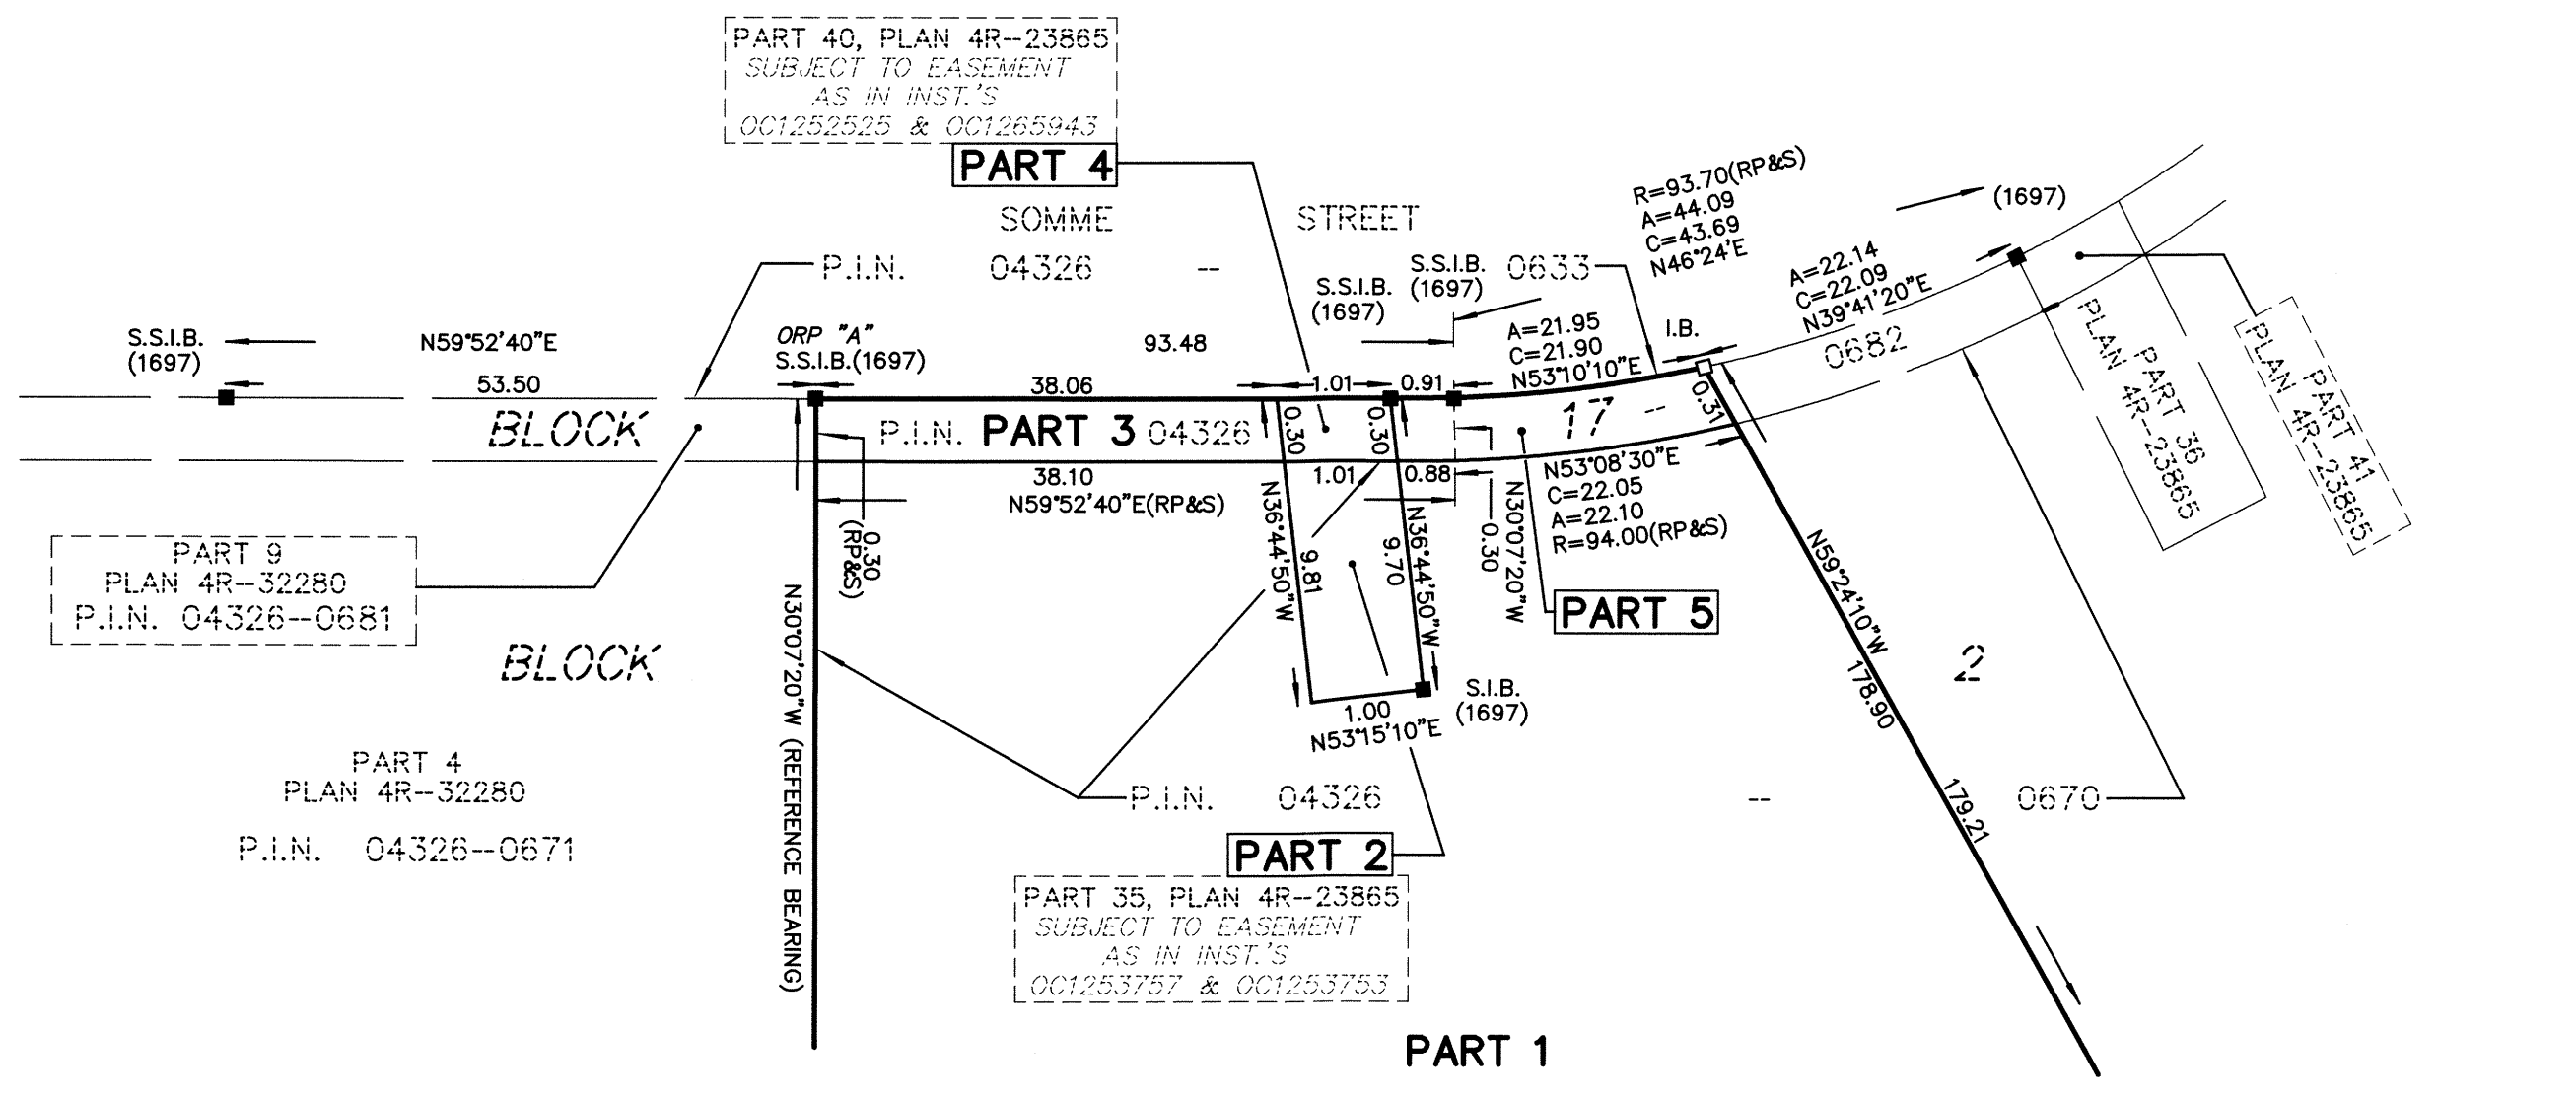 PART 40, PLAN 4R--23865
SUBJECT TO EASEMENT
AS IN INST.'S
OC1252525 & OC1265943
PART 4
SOMME STREET
P.I.N. 04326 -- 0633
R=93.70(RP&S)
A=44.09
C=43.69
N46°24'E
(1697)
S.S.I.B.
(1697)
S.S.I.B.
(1697)
A=22.14
C=22.09
N39°41'20"E
S.S.I.B.
(1697)
N59°52'40"E
53.50
ORP "A"
S.S.I.B.(1697)
93.48
38.06
1.01
0.91
A=21.95
C=21.90
N53°10'10"E
I.B.
0682
0.31
BLOCK
P.I.N. PART 3 04326
0.30
0.30
17 --
38.10
N59°52'40"E(RP&S)
1.01
0.88
N53°08'30"E
C=22.05
A=22.10
R=94.00(RP&S)
0.30
(RP&S)
N36°44'50"W
9.81
N36°44'50"W
9.70
0.30
N30°07'20"W
PART 5
PART 36
PLAN 4R--23865
PART 41
PLAN 4R--23865
PART 9
PLAN 4R--32280
P.I.N. 04326--0681
BLOCK
N30°07'20"W (REFERENCE BEARING)
1.00
N53°15'10"E
S.I.B.
(1697)
N59°24'10"W
178.90
179.21
2
PART 4
PLAN 4R--32280
P.I.N. 04326--0671
P.I.N. 04326 -- 0670
PART 2
PART 35, PLAN 4R--23865
SUBJECT TO EASEMENT
AS IN INST.'S
OC1253757 & OC1253753
PART 1